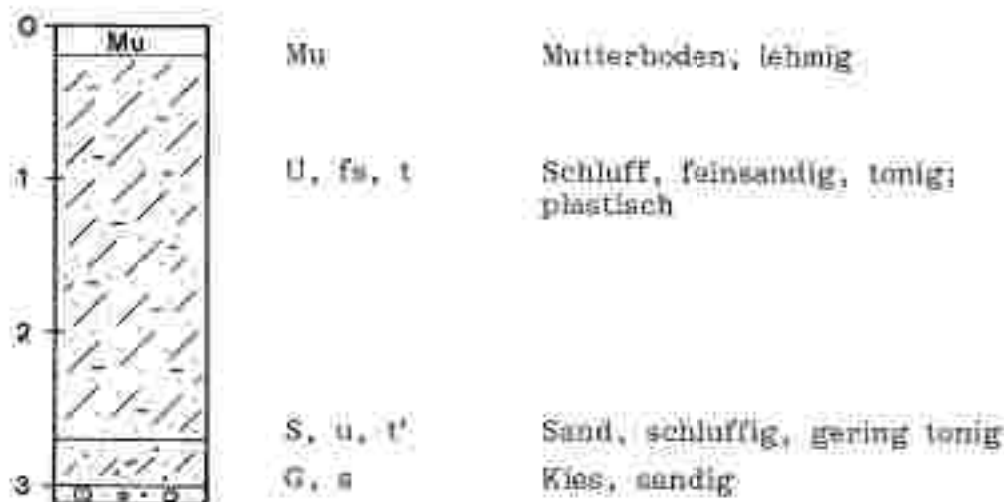 0
Mu
Mu Mutterboden, lehmig
1
U, fs, t Schluff, feinsandig, tonig;
plastisch
2
S, u, t' Sand, schluffig, gering tonig
3
G, s Kies, sandig